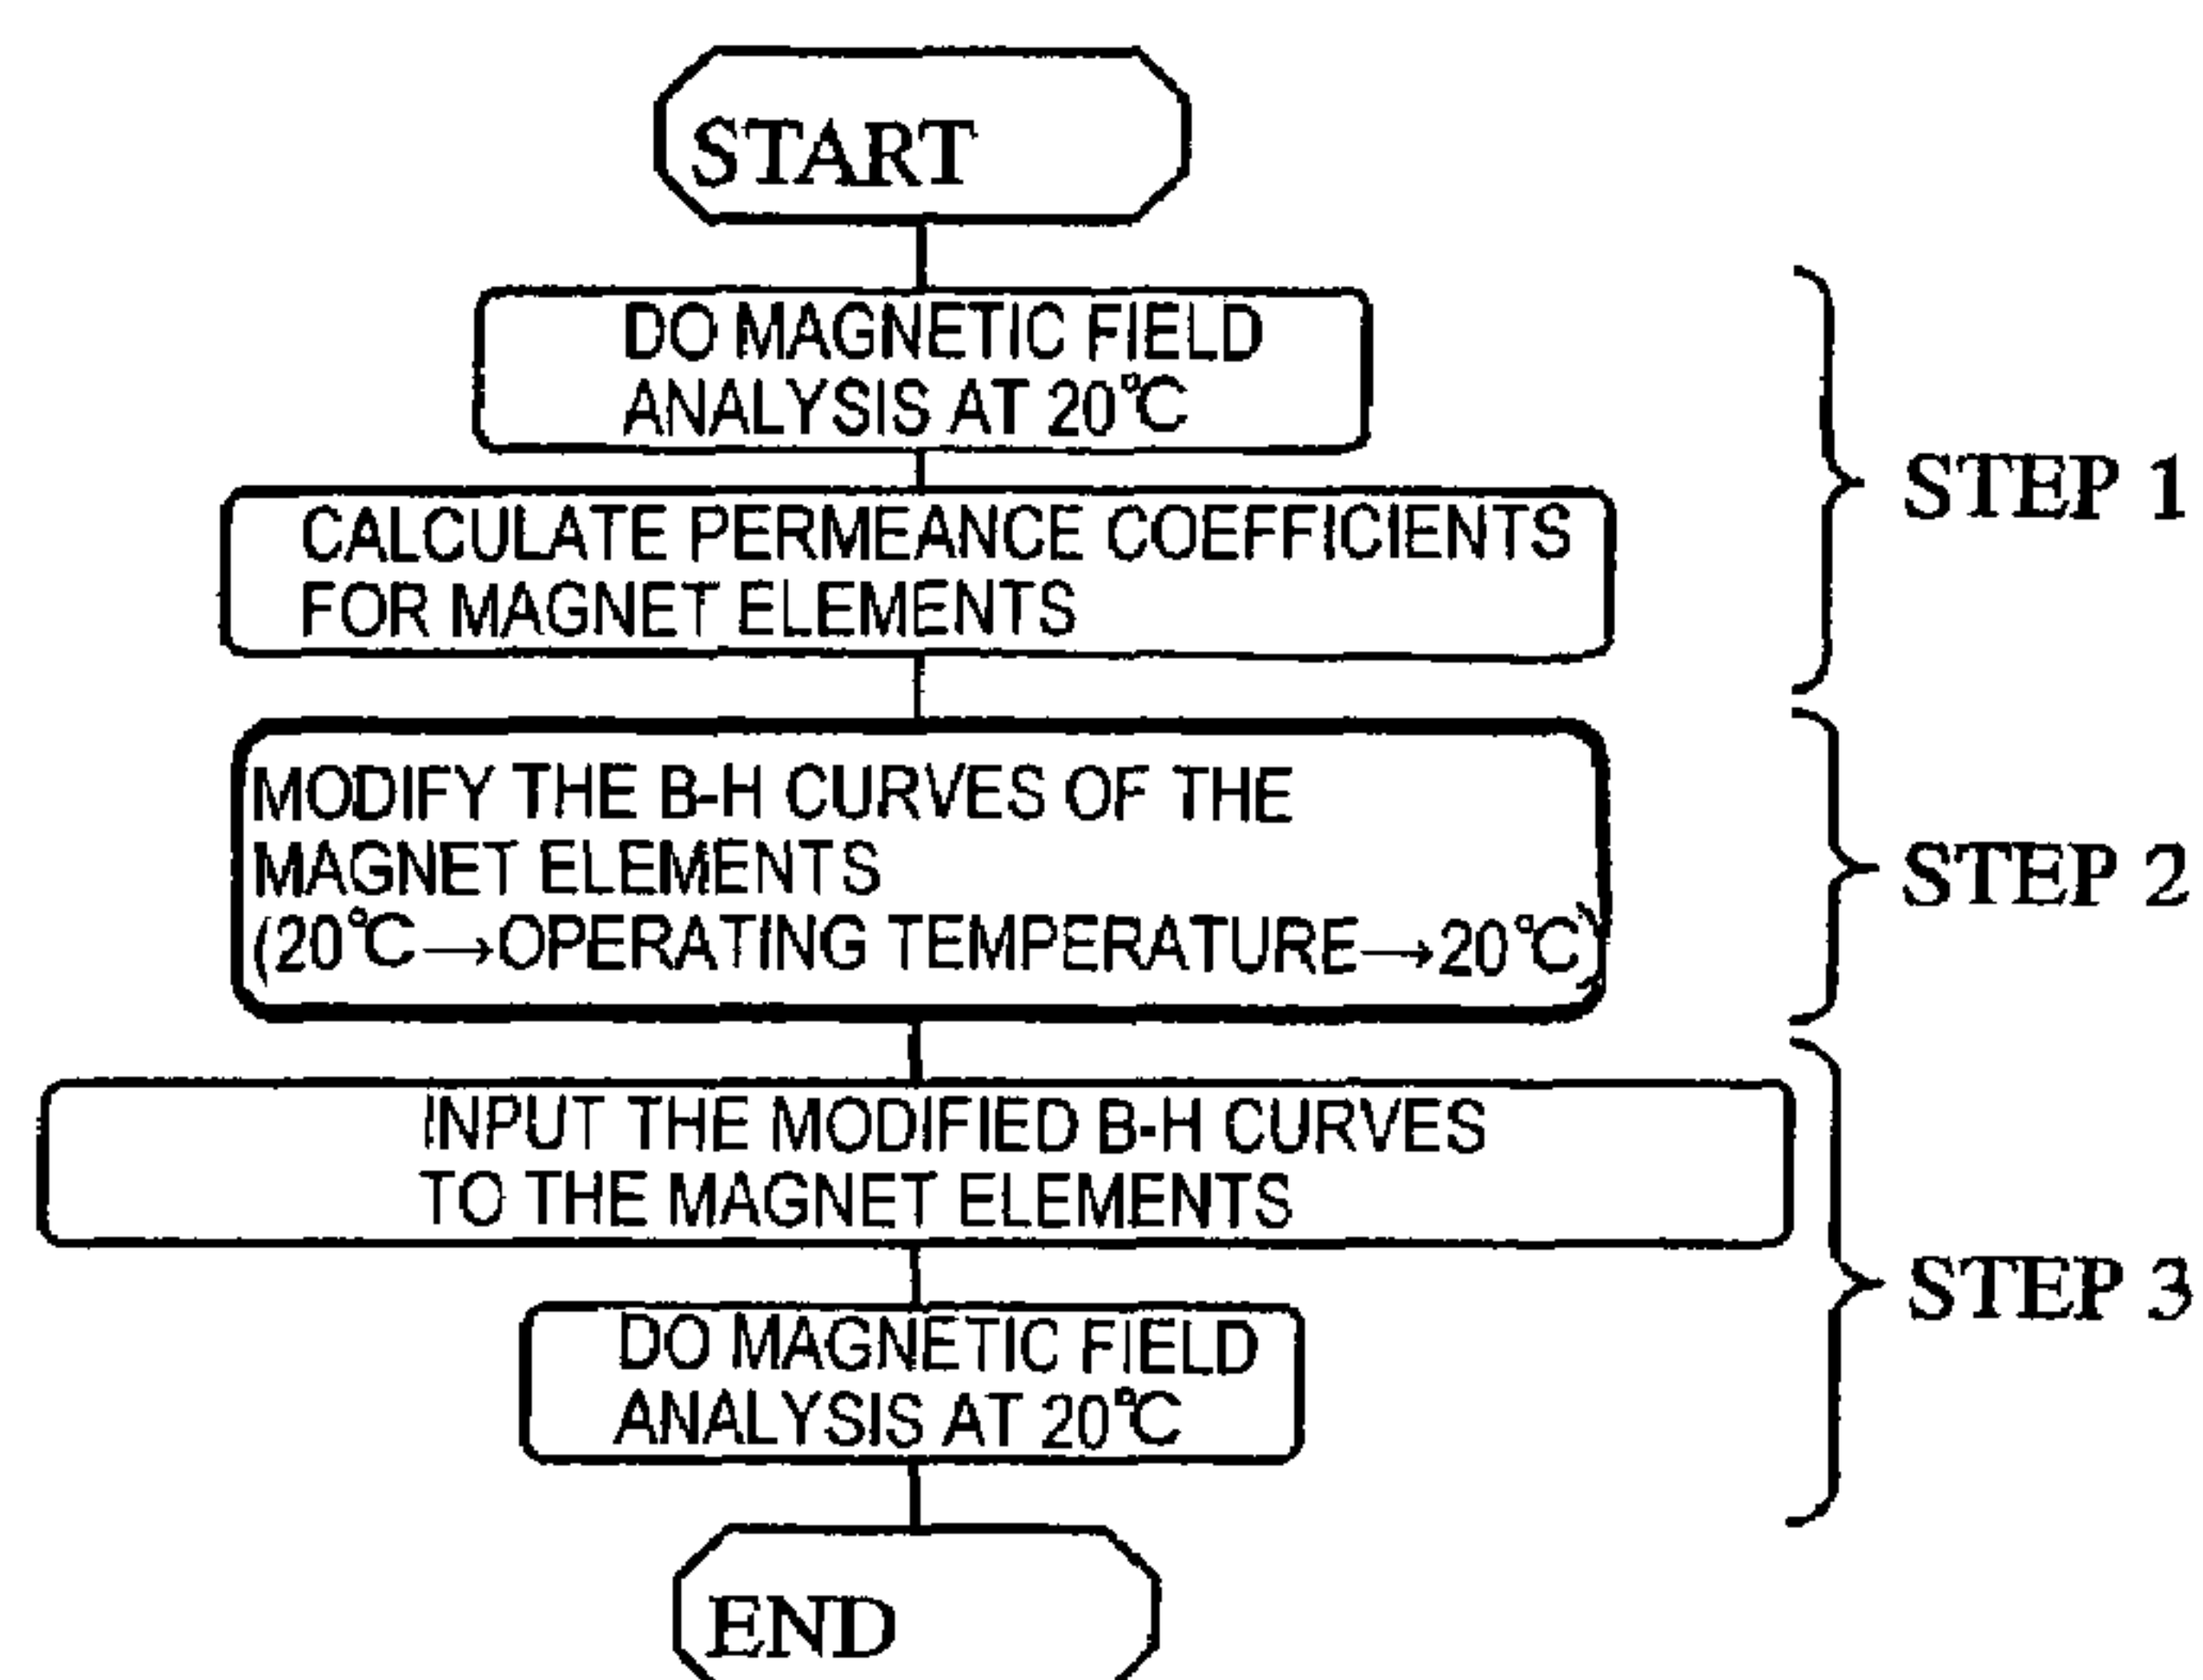 START
DO MAGNETIC FIELD
ANALYSIS AT 20℃
CALCULATE PERMEANCE COEFFICIENTS
FOR MAGNET ELEMENTS
STEP 1
MODIFY THE B-H CURVES OF THE
MAGNET ELEMENTS
(20℃→OPERATING TEMPERATURE→20℃)
STEP 2
INPUT THE MODIFIED B-H CURVES
TO THE MAGNET ELEMENTS
DO MAGNETIC FIELD
ANALYSIS AT 20℃
STEP 3
END